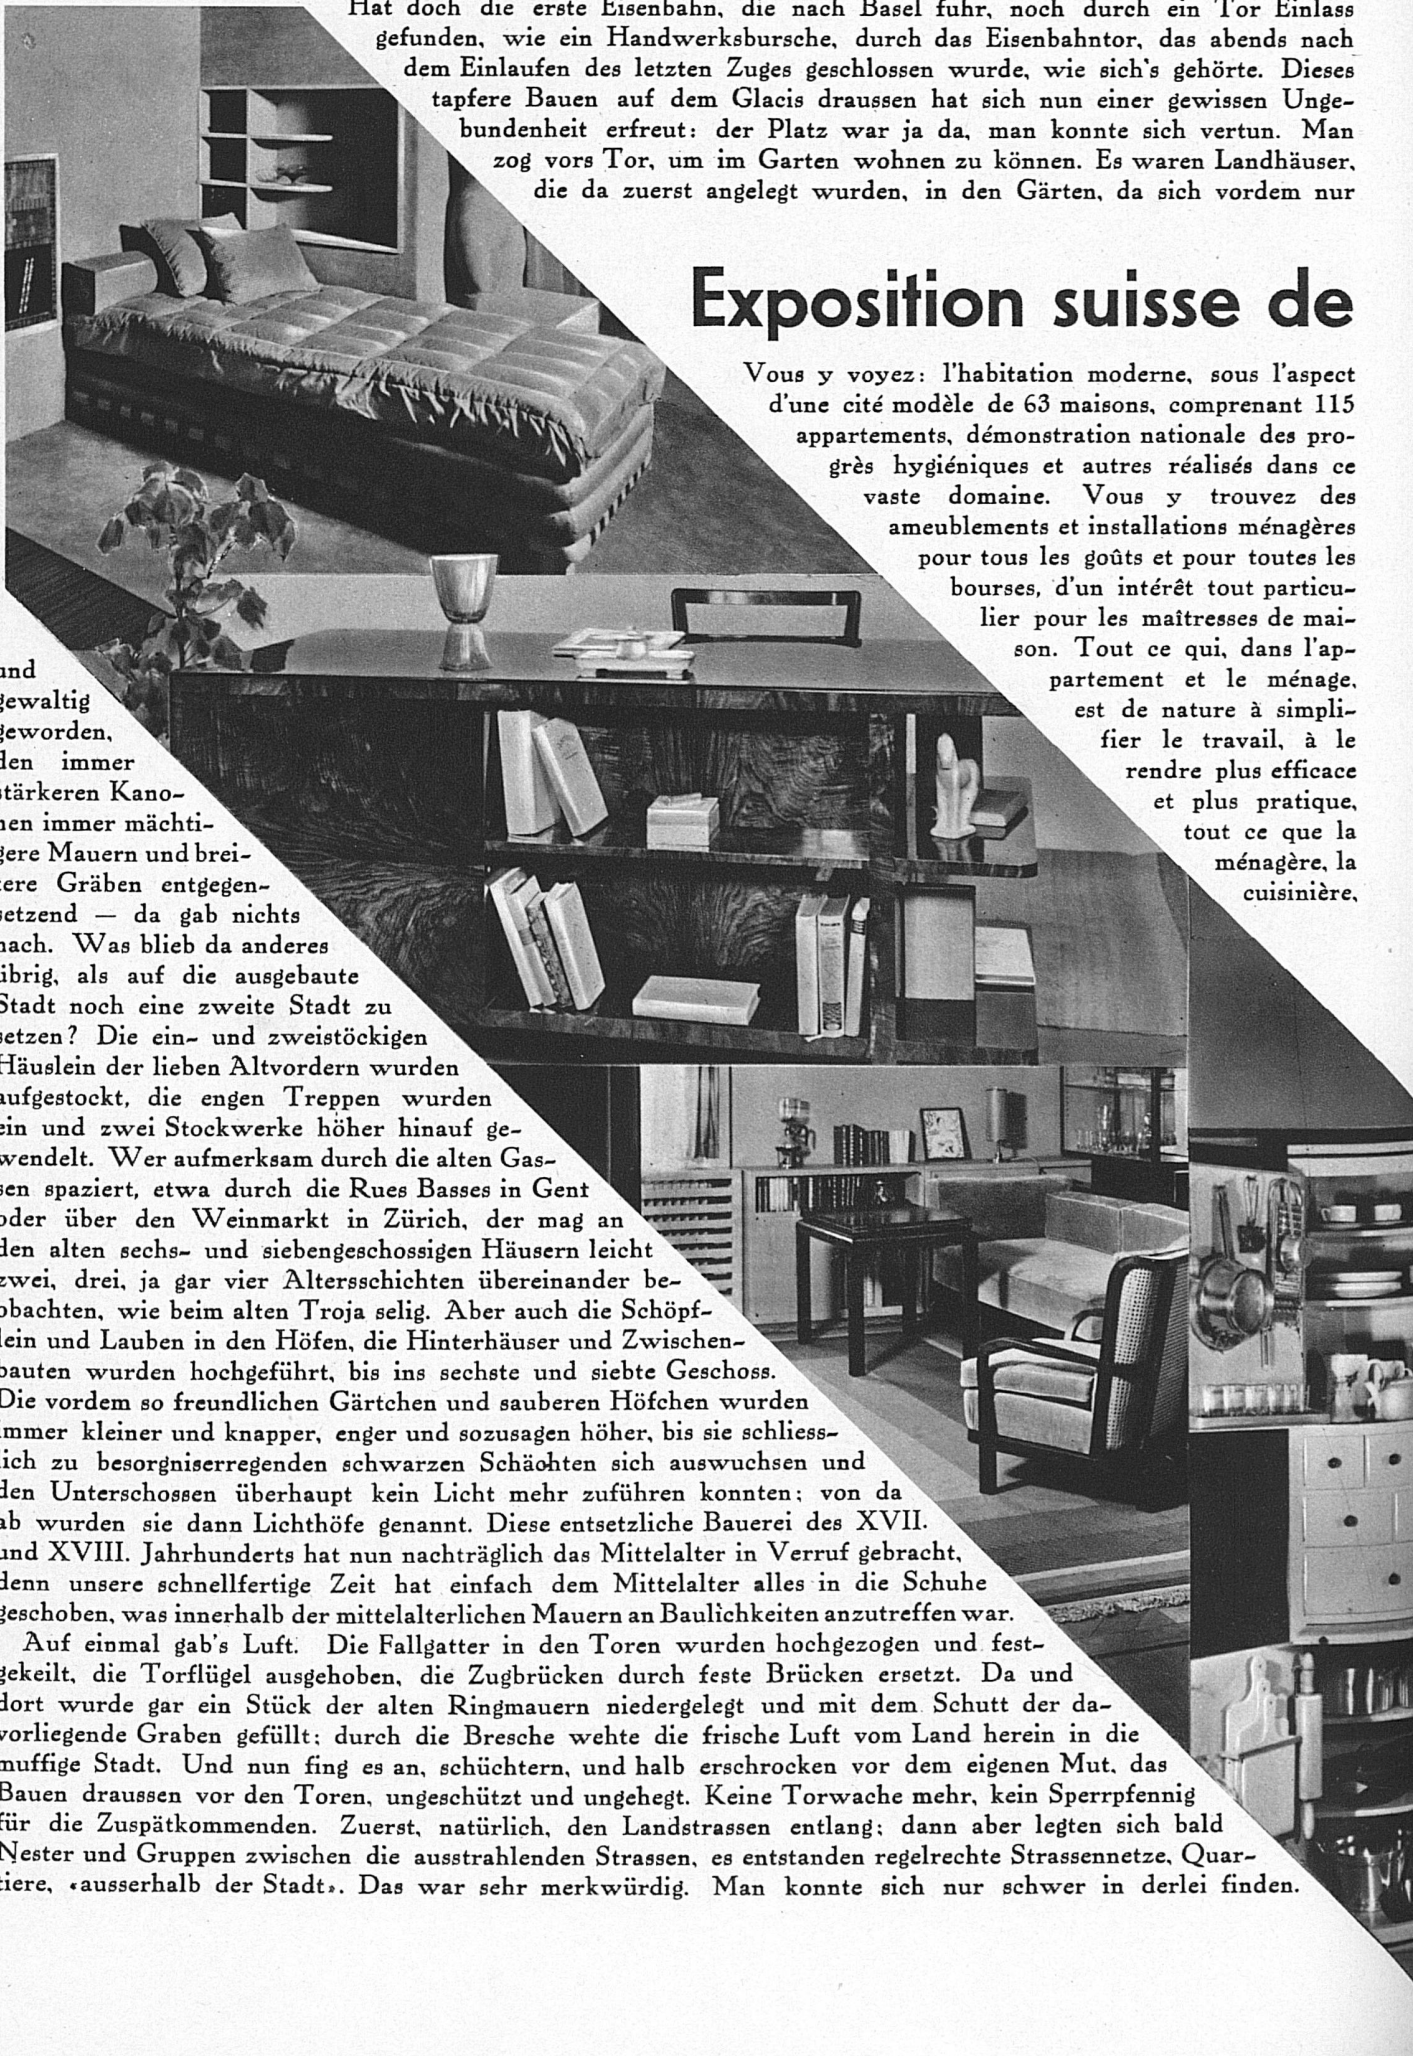 Hat doch die erste Eisenbahn, die nach Basel fuhr, noch durch ein Tor Einlass
gefunden, wie ein Handwerksbursche, durch das Eisenbahntor, das abends nach
dem Einlaufen des letzten Zuges geschlossen wurde, wie sich's gehörte. Dieses
tapfere Bauen auf dem Glacis draussen hat sich nun einer gewissen Unge-
bundenheit erfreut: der Platz war ja da, man konnte sich vertun. Man
zog vors Tor, um im Garten wohnen zu können. Es waren Landhäuser,
die da zuerst angelegt wurden, in den Gärten, da sich vordem nur
Exposition suisse de
Vous y voyez: l'habitation moderne, sous l'aspect
d'une cité modèle de 63 maisons, comprenant 115
appartements, démonstration nationale des pro-
grès hygiéniques et autres réalisés dans ce
vaste domaine. Vous y trouvez des
ameublements et installations ménagères
pour tous les goûts et pour toutes les
bourses, d'un intérêt tout particu-
lier pour les maîtresses de mai-
son. Tout ce qui, dans l'ap-
partement et le ménage,
est de nature à simpli-
fier le travail, à le
rendre plus efficace
et plus pratique,
tout ce que la
ménagère, la
cuisinière,
und
gewaltig
geworden,
den immer
stärkeren Kano-
nen immer mächti-
gere Mauern und brei-
tere Gräben entgegen-
setzend — da gab nichts
nach. Was blieb da anderes
übrig, als auf die ausgebaute
Stadt noch eine zweite Stadt zu
setzen? Die ein- und zweistöckigen
Häuslein der lieben Altvordern wurden
aufgestockt, die engen Treppen wurden
ein und zwei Stockwerke höher hinauf ge-
wendelt. Wer aufmerksam durch die alten Gas-
sen spaziert, etwa durch die Rues Basses in Genf
oder über den Weinmarkt in Zürich, der mag an
den alten sechs- und siebengeschossigen Häusern leicht
zwei, drei, ja gar vier Altersschichten übereinander be-
obachten, wie beim alten Troja selig. Aber auch die Schöpf-
lein und Lauben in den Höfen, die Hinterhäuser und Zwischen-
bauten wurden hochgeführt, bis ins sechste und siebte Geschoss.
Die vordem so freundlichen Gärtchen und sauberen Höfchen wurden
immer kleiner und knapper, enger und sozusagen höher, bis sie schliess-
lich zu besorgniserregenden schwarzen Schächten sich auswuchsen und
den Unterschossen überhaupt kein Licht mehr zuführen konnten; von da
ab wurden sie dann Lichthöfe genannt. Diese entsetzliche Bauerei des XVII.
und XVIII. Jahrhunderts hat nun nachträglich das Mittelalter in Verruf gebracht,
denn unsere schnellfertige Zeit hat einfach dem Mittelalter alles in die Schuhe
geschoben, was innerhalb der mittelalterlichen Mauern an Baulichkeiten anzutreffen war.
Auf einmal gab's Luft. Die Fallgatter in den Toren wurden hochgezogen und fest-
gekeilt, die Torflügel ausgehoben, die Zugbrücken durch feste Brücken ersetzt. Da und
dort wurde gar ein Stück der alten Ringmauern niedergelegt und mit dem Schutt der da-
vorliegende Graben gefüllt; durch die Bresche wehte die frische Luft vom Land herein in die
muffige Stadt. Und nun fing es an, schüchtern, und halb erschrocken vor dem eigenen Mut, das
Bauen draussen vor den Toren, ungeschützt und ungehegt. Keine Torwache mehr, kein Sperrpfennig
für die Zuspätkommenden. Zuerst, natürlich, den Landstrassen entlang; dann aber legten sich bald
Nester und Gruppen zwischen die ausstrahlenden Strassen, es entstanden regelrechte Strassennetze, Quar-
tiere, «ausserhalb der Stadt». Das war sehr merkwürdig. Man konnte sich nur schwer in derlei finden.